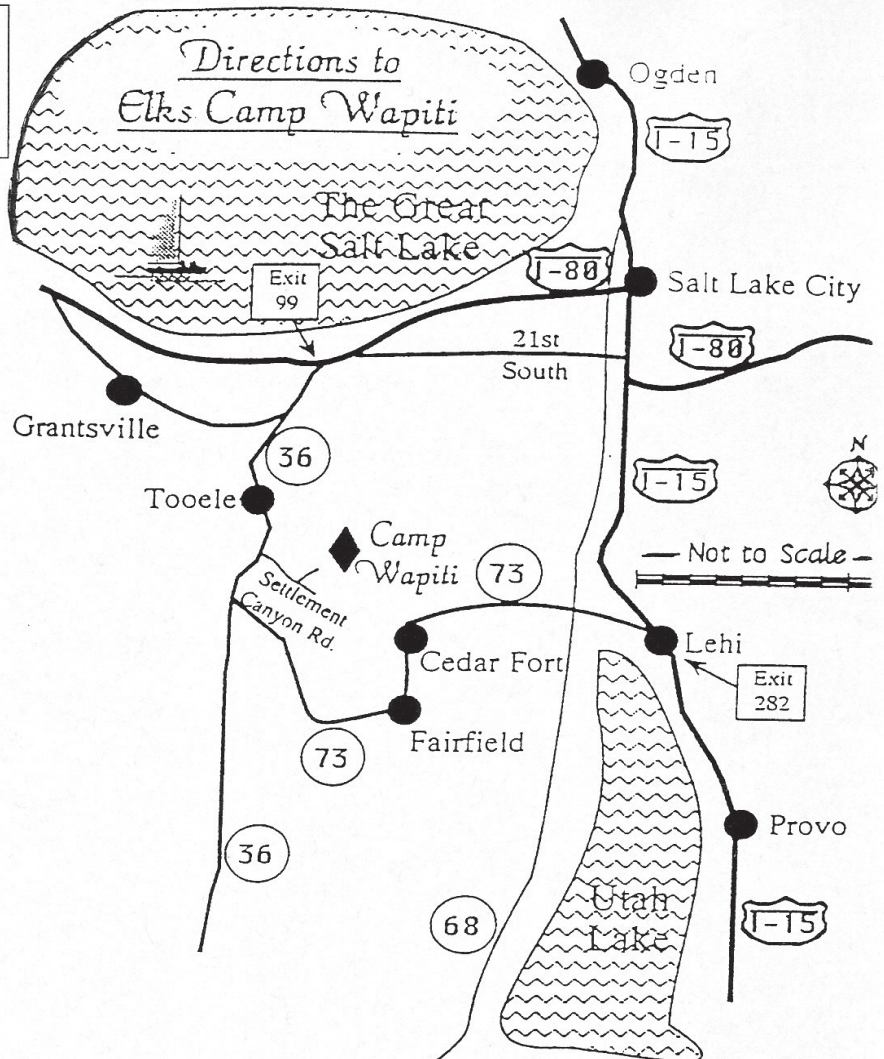 Directions to
Elks Camp Wapiti
Ogden
I-15
The Great
Salt Lake
I-80
Exit
99
Salt Lake City
21st
South
I-80
Grantsville
36
N
I-15
Tooele
Camp
Wapiti
— Not to Scale —
73
Settlement
Canyon Rd.
Lehi
Cedar Fort
Exit
282
Fairfield
73
Provo
36
Utah
Lake
68
I-15